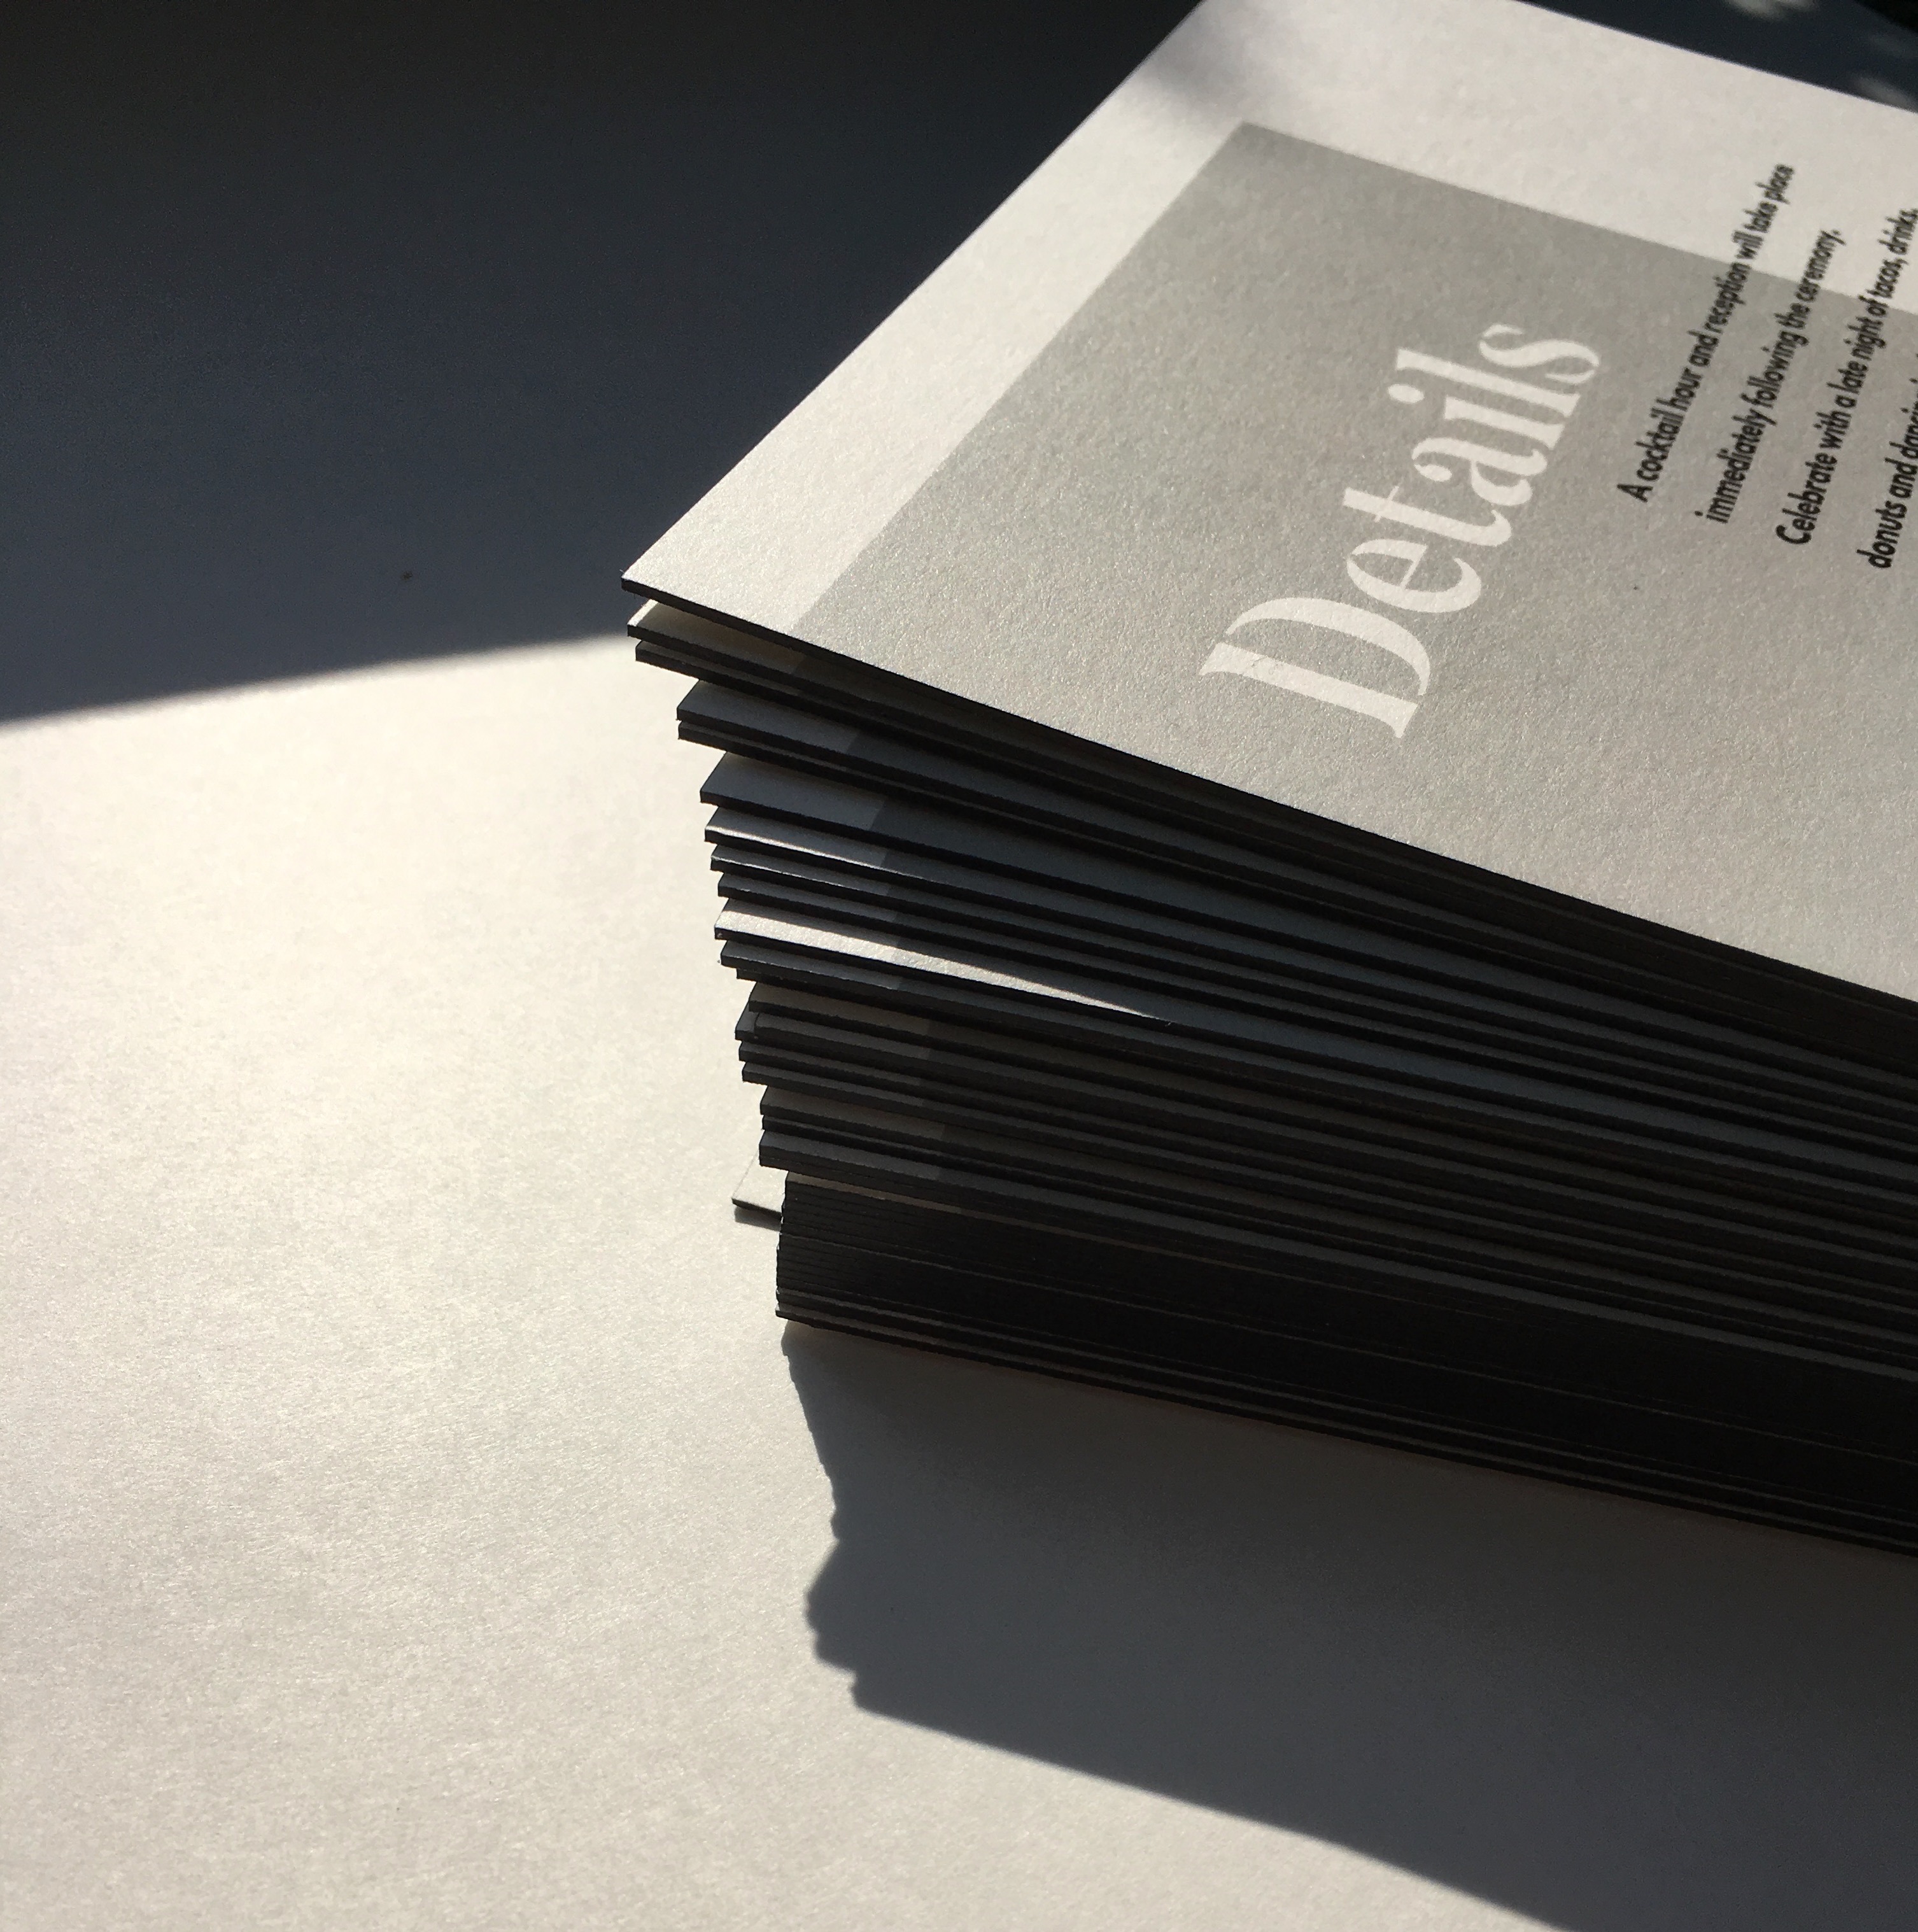 Details
A cocktail hour and reception will take place
immediately following the ceremony.
Celebrate with a late night of tacos, drinks,
donuts and dancing